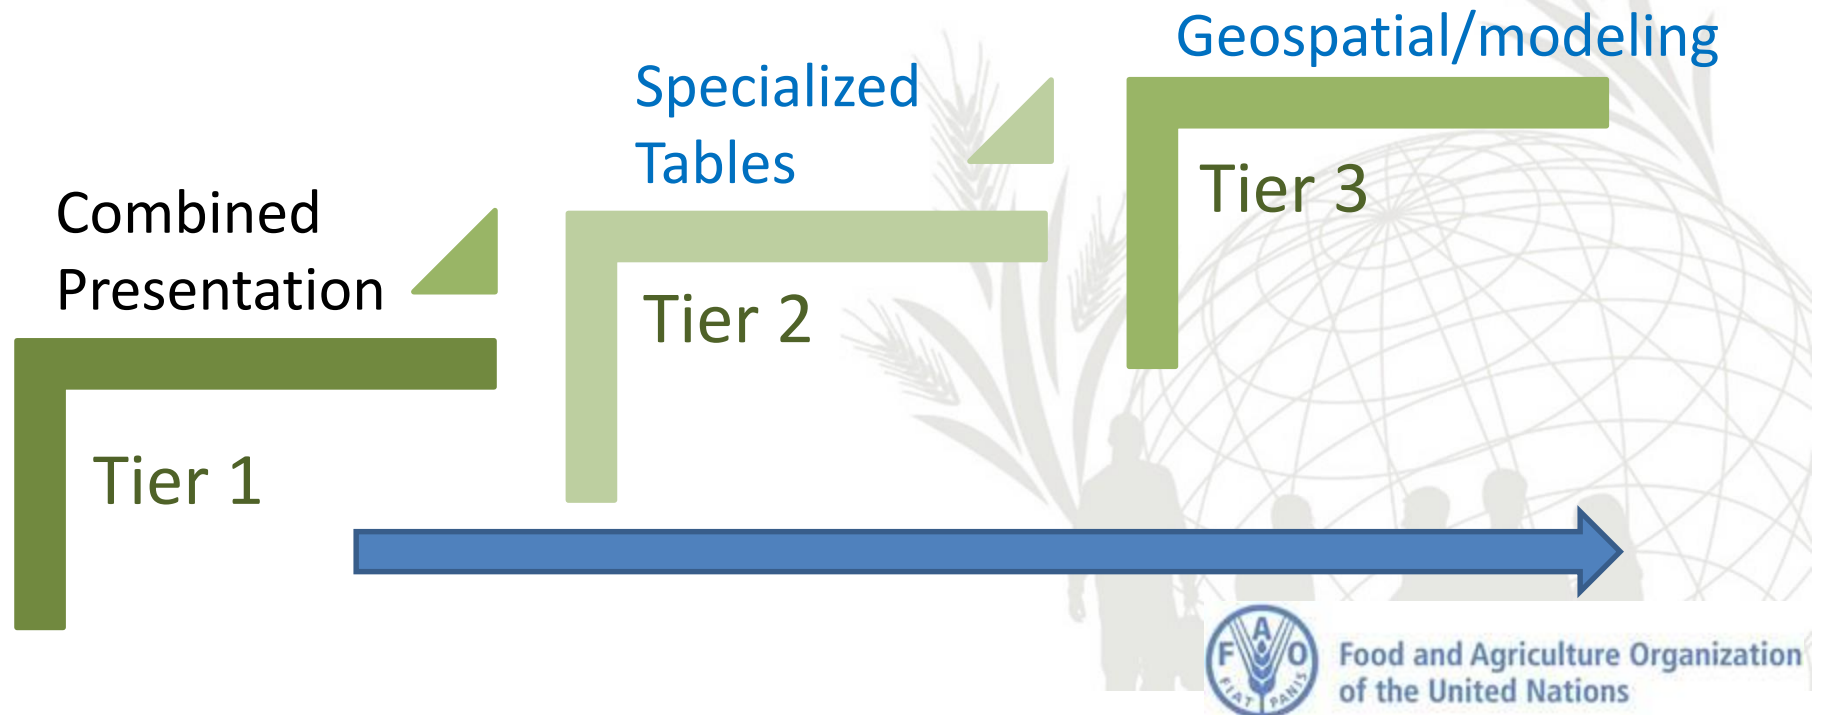 Combined
Presentation
Tier 1
Specialized
Tables
Tier 2
Geospatial/modeling
Tier 3
F A O
FIAT PANIS
Food and Agriculture Organization
of the United Nations